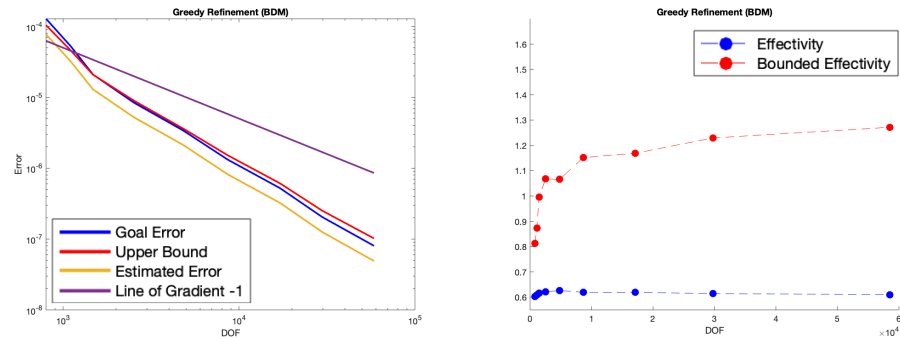 Greedy Refinement (BDM)
10^-4
10^-5
10^-6
10^-7
10^-8
Error
Goal Error
Upper Bound
Estimated Error
Line of Gradient -1
10^3
10^4
10^5
DOF
Greedy Refinement (BDM)
Effectivity
Bounded Effectivity
1.6
1.5
1.4
1.3
1.2
1.1
1
0.9
0.8
0.7
0.6
0 1 2 3 4 5 6
DOF
×10^4